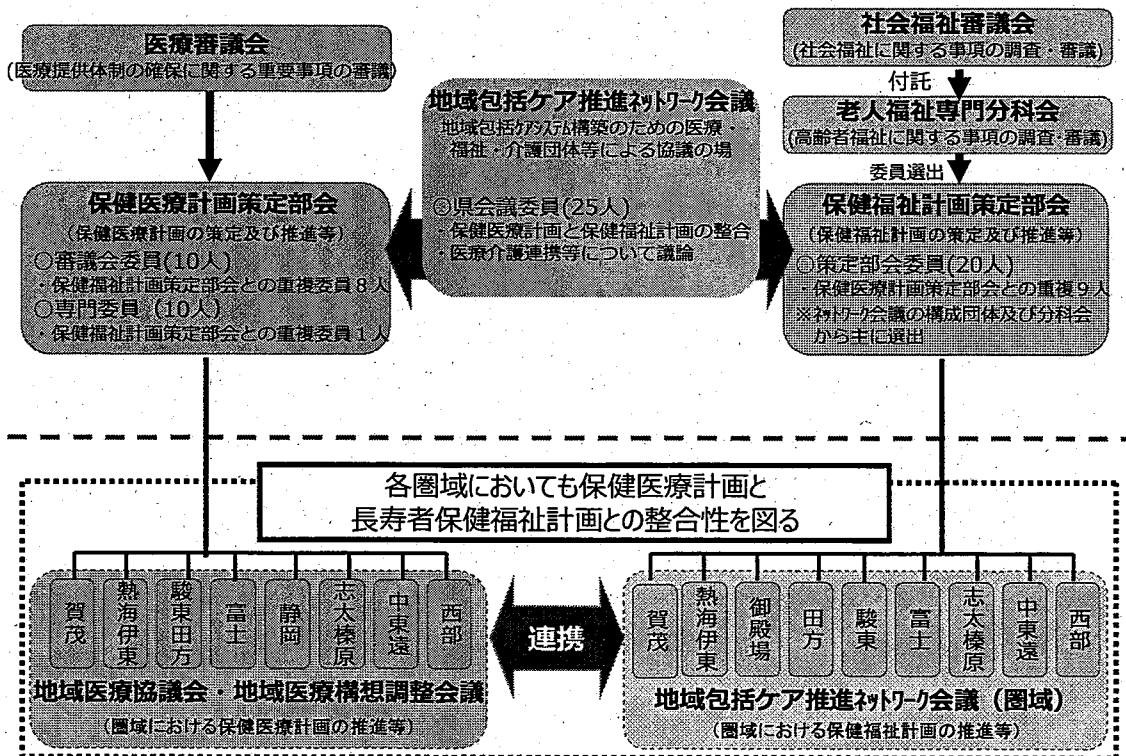 医療審議会
(医療提供体制の確保に関する重要事項の審議)
社会福祉審議会
(社会福祉に関する事項の調査・審議)
付託
老人福祉専門分科会
(高齢者福祉に関する事項の調査・審議)
委員選出
地域包括ケア推進ネットワーク会議
地域包括ケアシステム構築のための医療・
福祉・介護団体等による協議の場
◎県会議委員(25人)
・保健医療計画と保健福祉計画の整合
・医療介護連携等について議論
保健医療計画策定部会
(保健医療計画の策定及び推進等)
○審議会委員(10人)
・保健福祉計画策定部会との重複委員8人
○専門委員(10人)
・保健福祉計画策定部会との重複委員1人
保健福祉計画策定部会
(保健福祉計画の策定及び推進等)
○策定部会委員(20人)
・保健医療計画策定部会との重複9人
※ネットワーク会議の構成団体及び分科会
から主に選出
各圏域においても保健医療計画と
長寿者保健福祉計画との整合性を図る
賀茂
熱海伊東
駿東田方
富士
静岡
志太榛原
中東遠
西部
地域医療協議会・地域医療構想調整会議
(圏域における保健医療計画の推進等)
連携
賀茂
熱海伊東
御殿場
田方
駿東
富士
志太榛原
中東遠
西部
地域包括ケア推進ネットワーク会議(圏域)
(圏域における保健福祉計画の推進等)